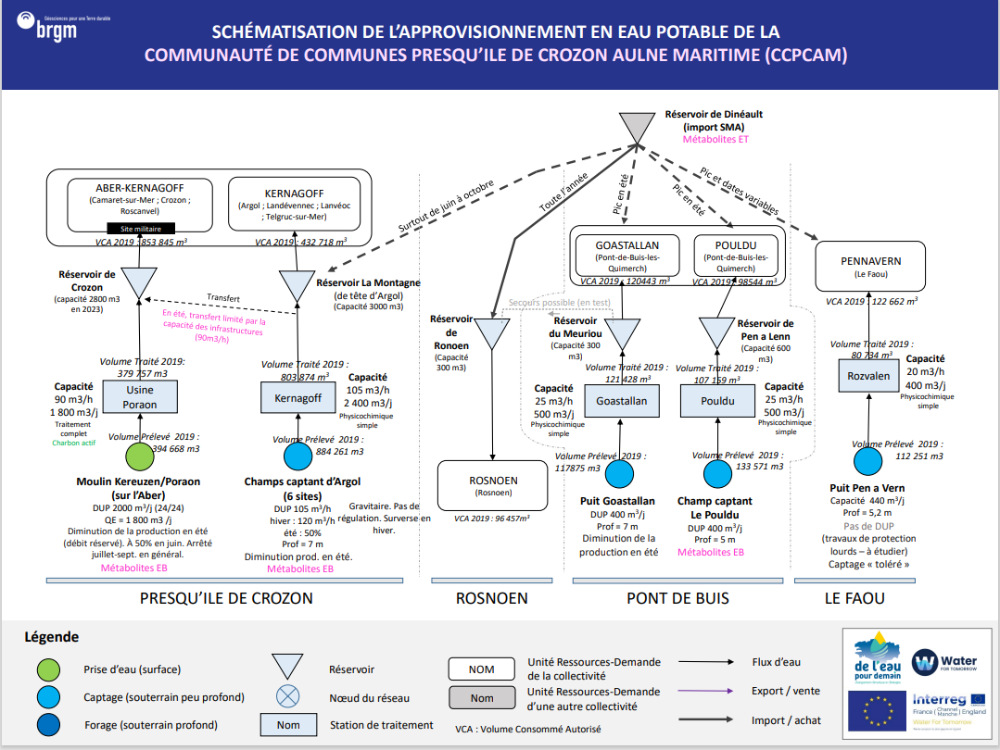 Géosciences pour une Terre durable
brgm
SCHÉMATISATION DE L'APPROVISIONNEMENT EN EAU POTABLE DE LA
COMMUNAUTÉ DE COMMUNES PRESQU'ILE DE CROZON AULNE MARITIME (CCPCAM)
Réservoir de Dinéault
(import SMA)
Métabolites ET
Surtout de juin à octobre
Toute l'année
Pic en été
Pic en été
Pic et dates variables
ABER-KERNAGOFF
(Camaret-sur-Mer ; Crozon ;
Roscanvel)
Site militaire
VCA 2019 : 853 845 m³
KERNAGOFF
(Argol ; Landévennec ; Lanvéoc
; Telgruc-sur-Mer)
VCA 2019 : 432 718 m³
GOASTALLAN
(Pont-de-Buis-les-
Quimerch)
VCA 2019 : 120443 m³
POULDU
(Pont-de-Buis-les-
Quimerch)
VCA 2019 : 98544 m³
PENNAVERN
(Le Faou)
VCA 2019 : 122 662 m³
Réservoir de
Crozon
(capacité 2800 m3
en 2023)
Transfert
En été, transfert limité par la
capacité des infrastructures
(90m3/h)
Réservoir La Montagne
(de tête d'Argol)
(Capacité 3000 m3)
Réservoir
de
Ronoen
(Capacité
300 m3)
Secours possible (en test)
Réservoir
du Meuriou
(Capacité 300
m3)
Réservoir de
Pen a Lenn
(Capacité 600
m3)
Volume Traité 2019:
379 757 m3
Capacité
90 m3/h
1 800 m3/j
Traitement
complet
Charbon actif
Usine
Poraon
Volume Prélevé 2019 :
394 668 m3
Volume Traité 2019 :
803 874 m3
Kernagoff
Capacité
105 m3/h
2 400 m3/j
Physicochimique
simple
Volume Prélevé 2019 :
884 261 m3
Volume Traité 2019 :
121 428 m³
Capacité
25 m3/h
500 m3/j
Physicochimique
simple
Goastallan
Volume Prélevé 2019 :
117875 m3
Volume Traité 2019 :
107 159 m³
Pouldu
Capacité
25 m3/h
500 m3/j
Physicochimique
simple
Volume Prélevé 2019 :
133 571 m3
Volume Traité 2019 :
80 734 m³
Rozvalen
Capacité
20 m3/h
400 m3/j
Physicochimique
simple
Volume Prélevé 2019 :
112 251 m3
Moulin Kereuzen/Poraon
(sur l'Aber)
DUP 2000 m³/j (24/24)
QE = 1 800 m3 /j
Diminution de la production en été
(débit réservé). À 50% en juin. Arrêté
juillet-sept. en général.
Métabolites EB
Champs captant d'Argol
(6 sites)
DUP 105 m³/h
hiver : 120 m³/h
été : 50%
Prof = 7 m
Diminution prod. en été.
Métabolites EB
Gravitaire. Pas de
régulation. Surverse en
hiver.
ROSNOEN
(Rosnoen)
VCA 2019 : 96 457m³
Puit Goastallan
DUP 400 m³/j
Prof = 7 m
Diminution de la
production en été
Champ captant
Le Pouldu
DUP 400 m³/j
Prof = 5 m
Métabolites EB
Puit Pen a Vern
Capacité 440 m³/j
Prof = 5,2 m
Pas de DUP
(travaux de protection
lourds – à étudier)
Captage « toléré »
PRESQU'ILE DE CROZON
ROSNOEN
PONT DE BUIS
LE FAOU
Légende
Prise d'eau (surface)
Captage (souterrain peu profond)
Forage (souterrain profond)
Réservoir
Nœud du réseau
Nom
Station de traitement
NOM
Unité Ressources-Demande
de la collectivité
Nom
Unité Ressources-Demande
d'une autre collectivité
VCA : Volume Consommé Autorisé
Flux d'eau
Export / vente
Import / achat
de l'eau
pour demain
Water
FOR TOMORROW
Interreg
France ( Channel Manche ) England
Water For Tomorrow